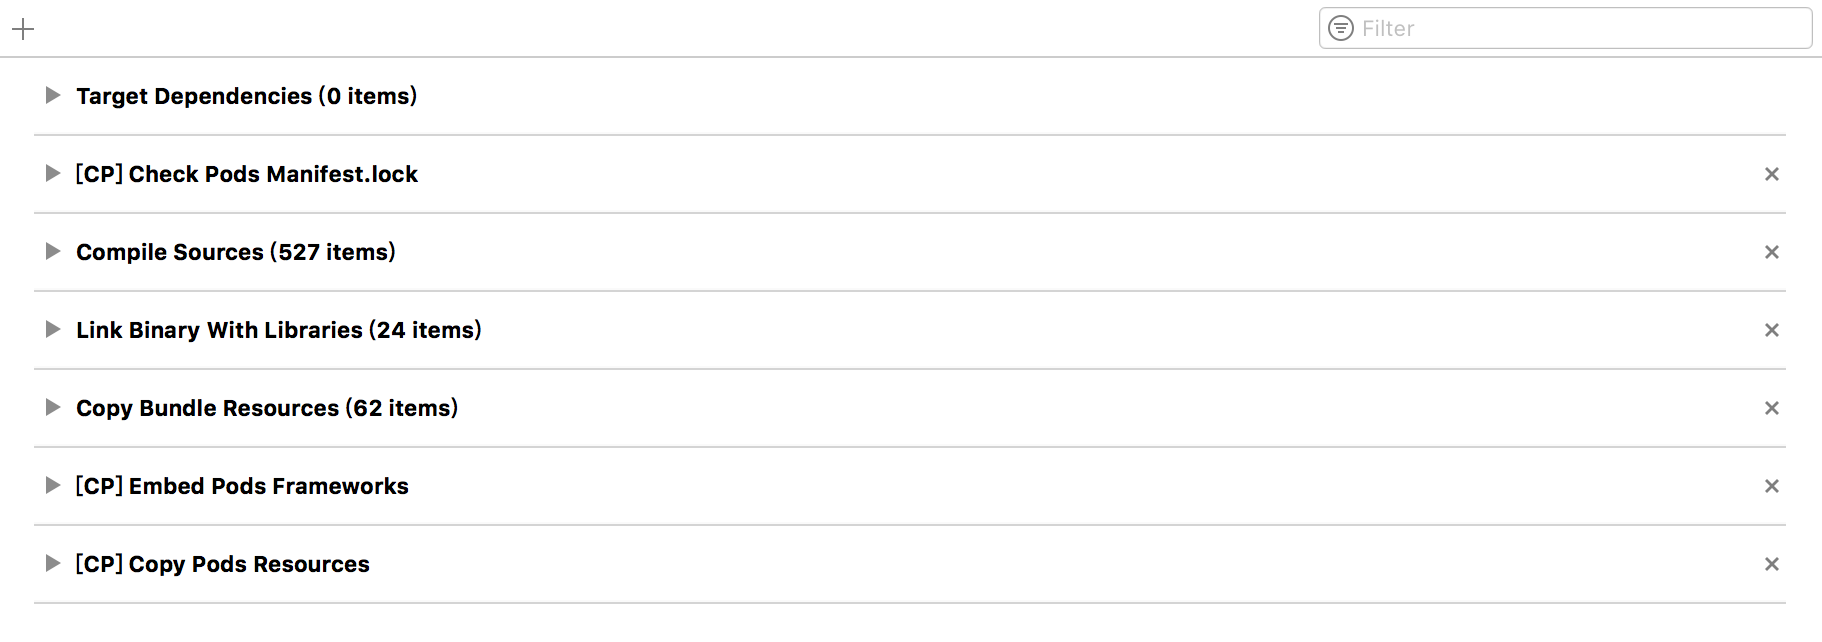 Filter
Target Dependencies (0 items)
[CP] Check Pods Manifest.lock
Compile Sources (527 items)
Link Binary With Libraries (24 items)
Copy Bundle Resources (62 items)
[CP] Embed Pods Frameworks
[CP] Copy Pods Resources